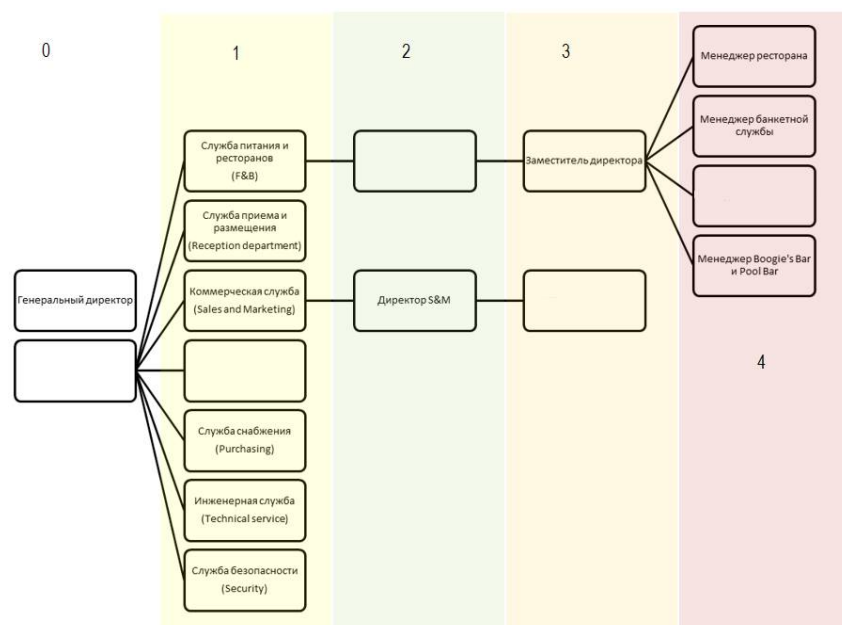 0
1
2
3
Менеджер ресторана
Менеджер банкетной
службы
Служба питания и
ресторанов
(F&B)
Заместитель директора
Служба приема и
размещения
(Reception department)
Менеджер Boogie's Bar
и Pool Bar
Генеральный директор
Коммерческая служба
(Sales and Marketing)
Директор S&M
4
Служба снабжения
(Purchasing)
Инженерная служба
(Technical service)
Служба безопасности
(Security)